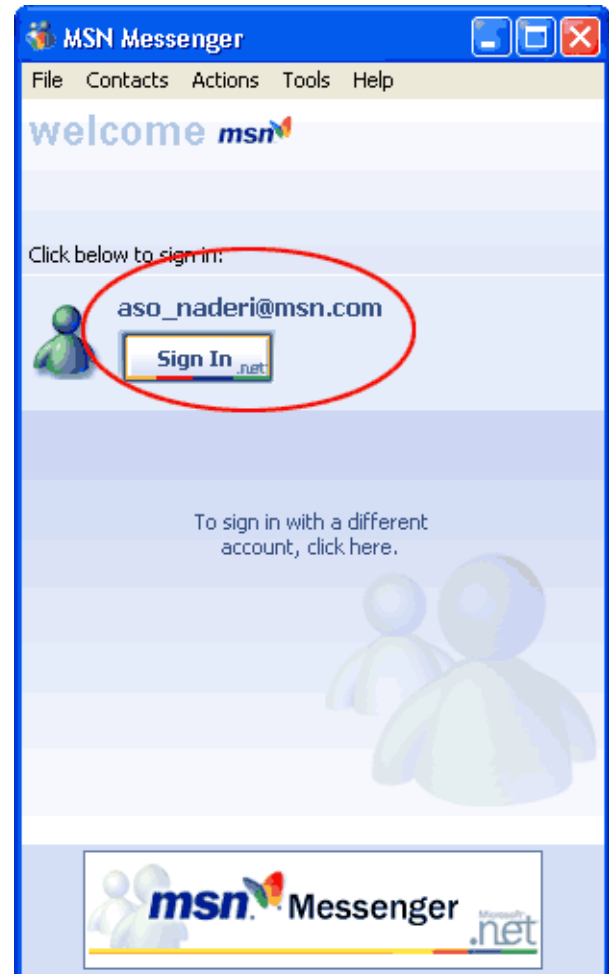 MSN Messenger
File Contacts Actions Tools Help
welcome msn
Click below to sign in:
aso_naderi@msn.com
Sign In .net
To sign in with a different
account, click here.
msn Messenger
Microsoft
.net